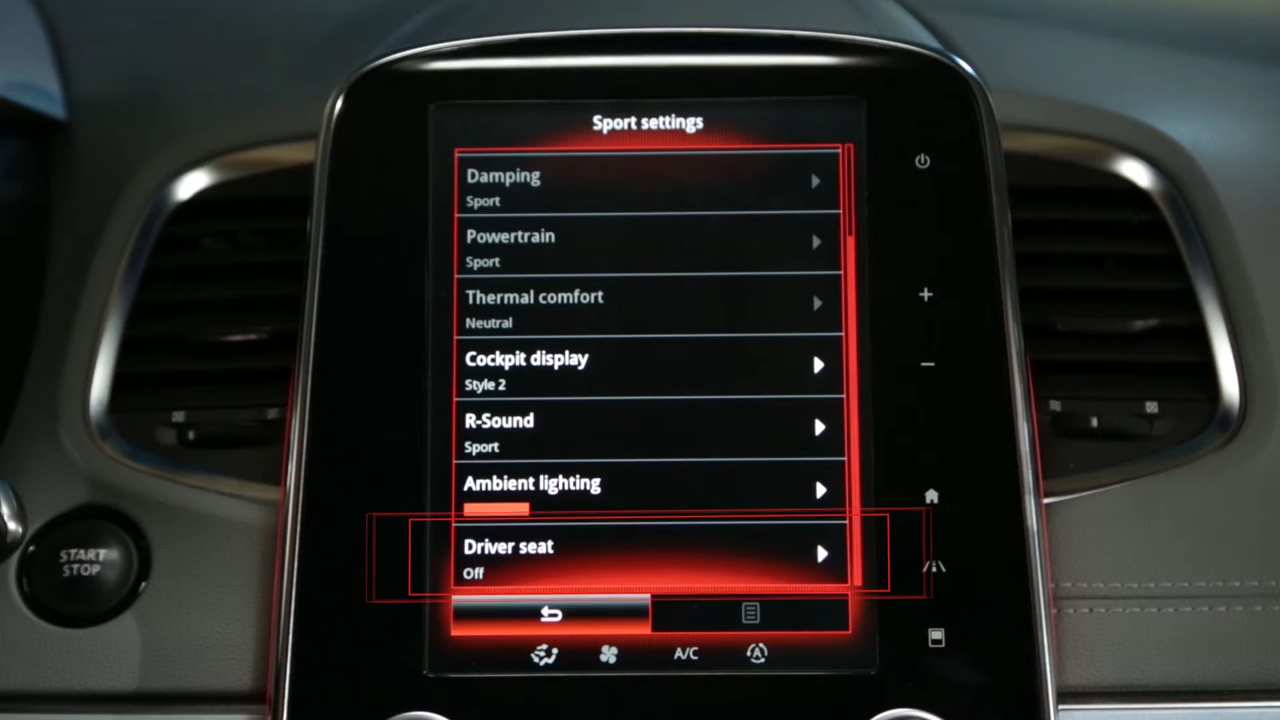 Sport settings
Damping
Sport
Powertrain
Sport
Thermal comfort
Neutral
Cockpit display
Style 2
R-Sound
Sport
Ambient lighting
Driver seat
Off
START
STOP
A/C
A